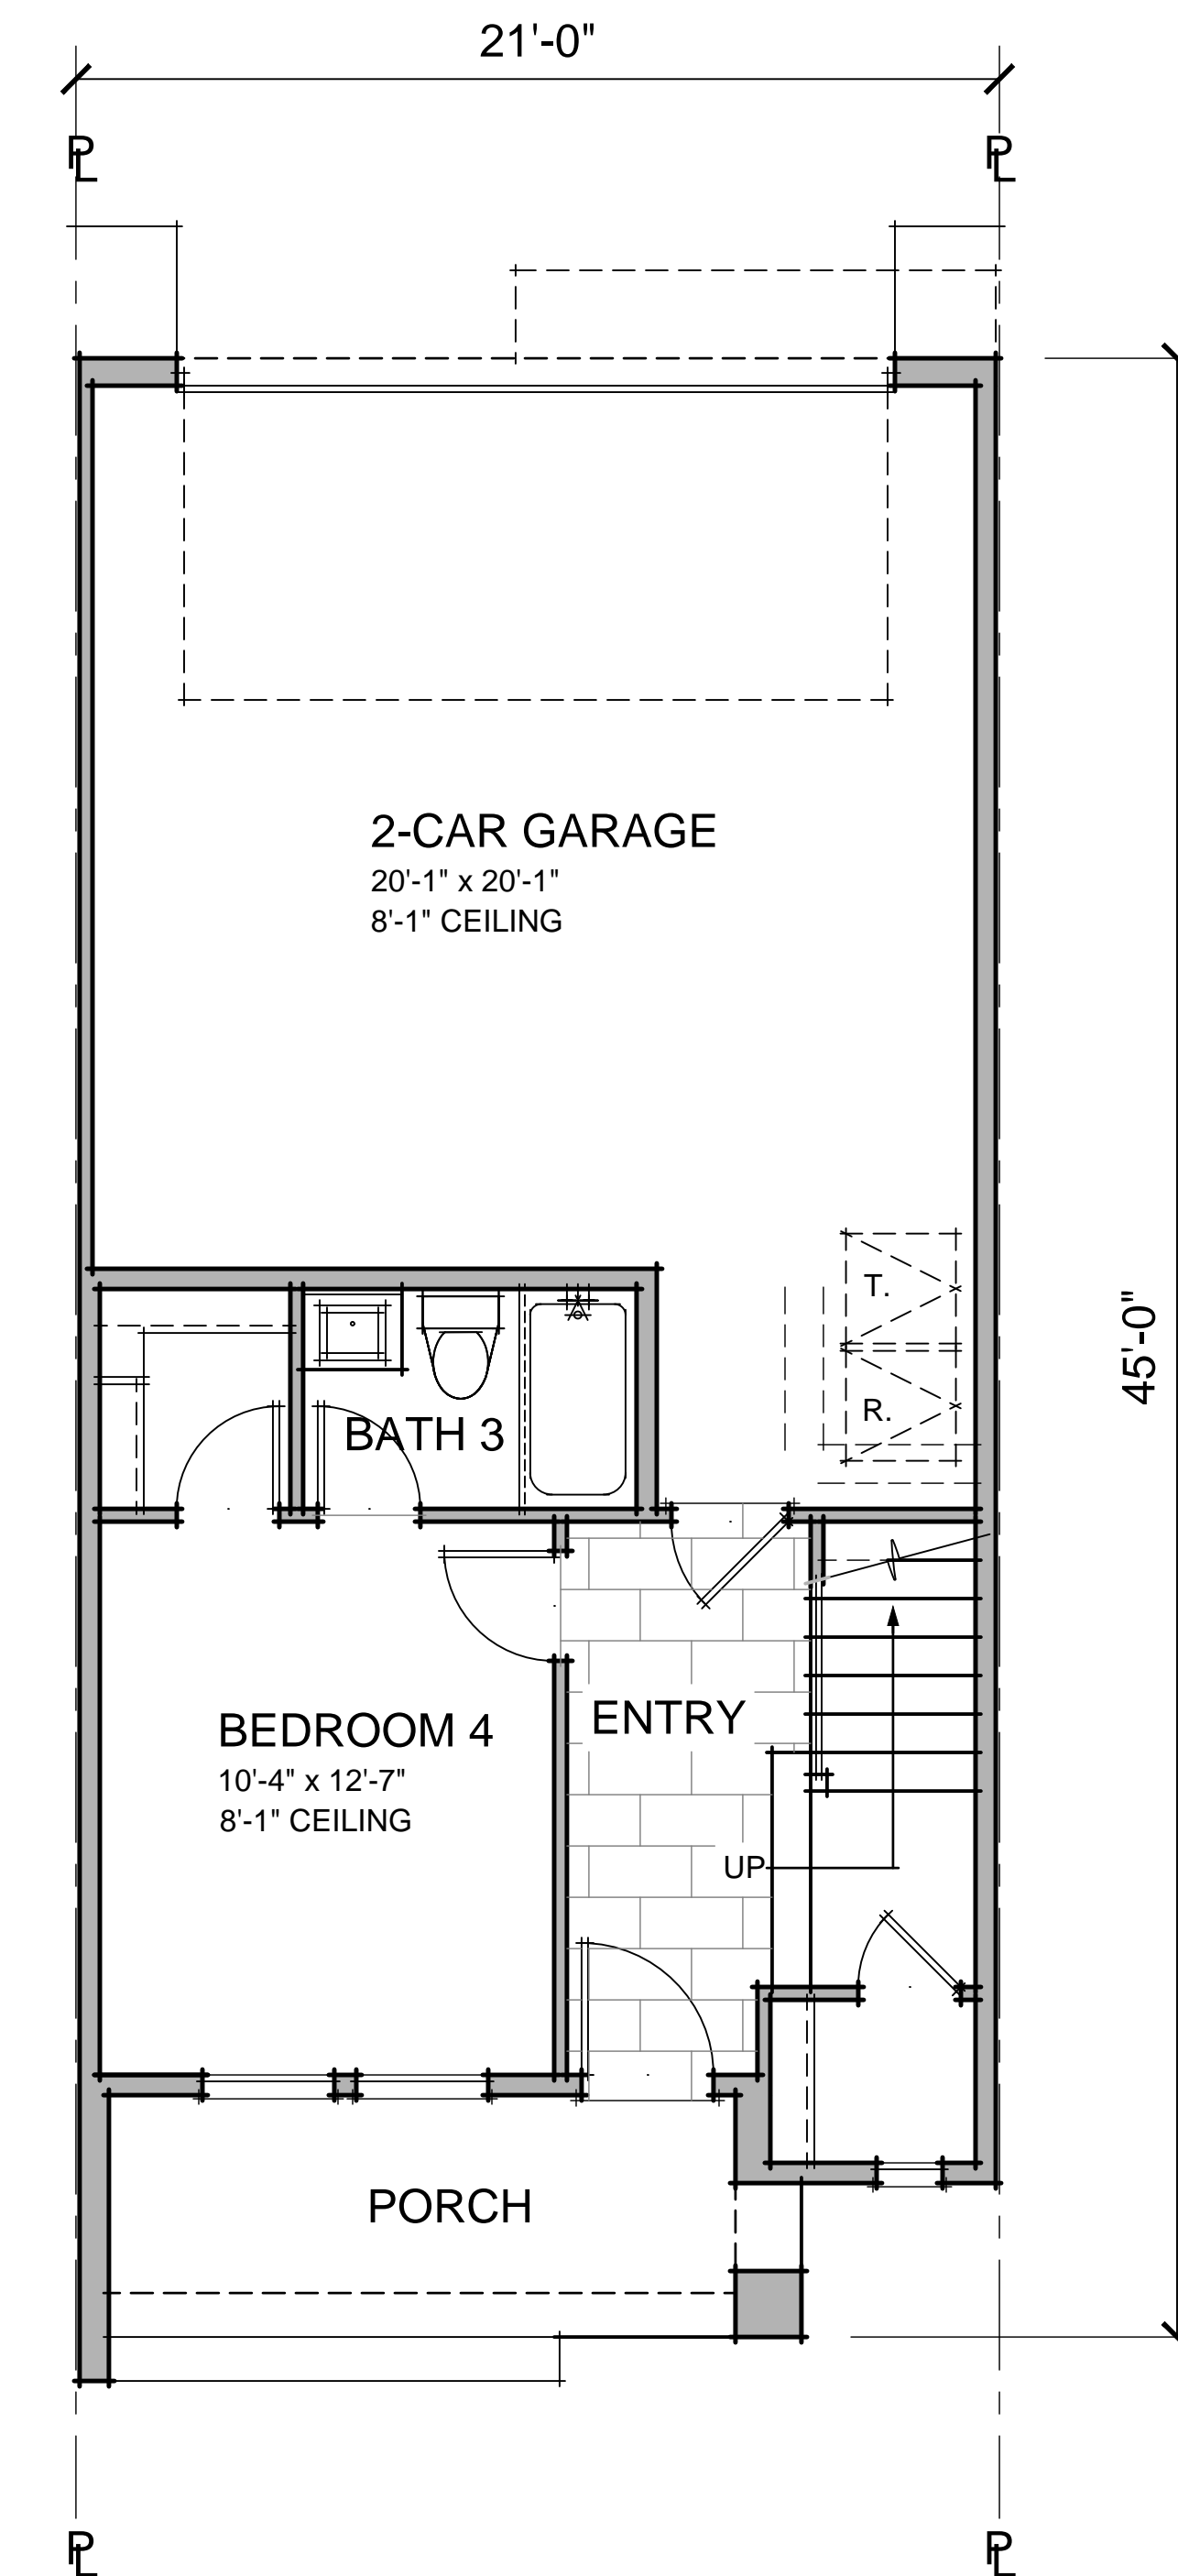 21'-0"
PL
PL
2-CAR GARAGE
20'-1" x 20'-1"
8'-1" CEILING
T.
R.
45'-0"
BATH 3
ENTRY
BEDROOM 4
10'-4" x 12'-7"
8'-1" CEILING
UP
PORCH
PL
PL